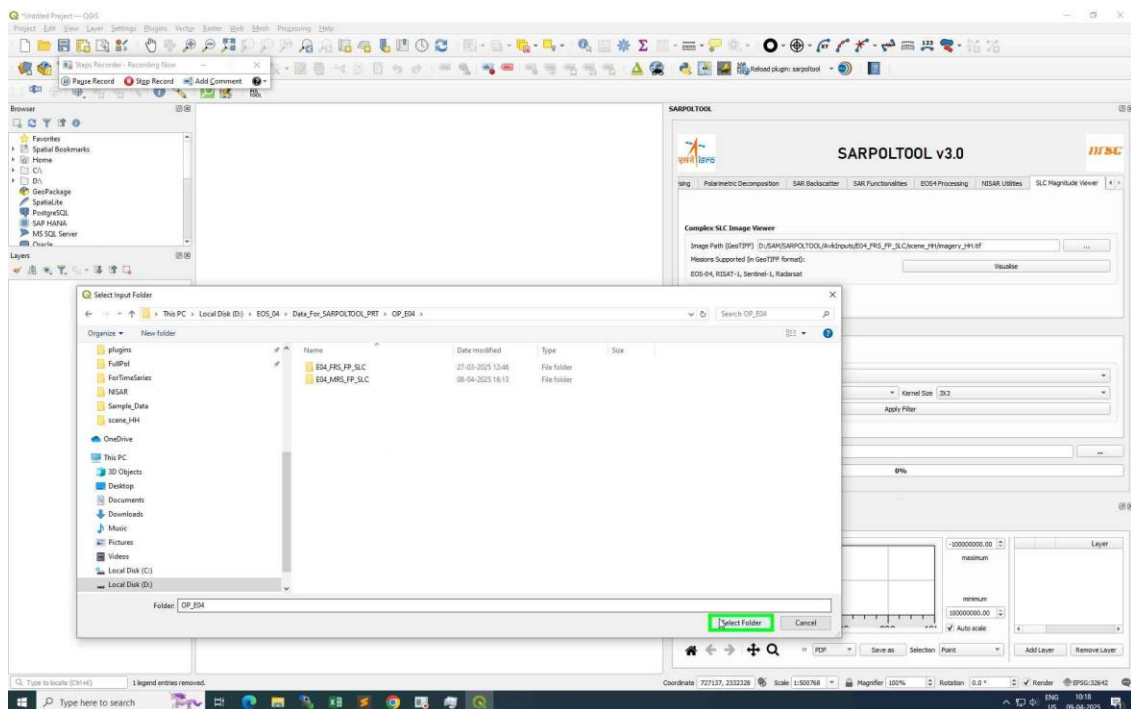 *Untitled Project — QGIS
Project Edit View Layer Settings Plugins Vector Raster Web Mesh Processing Help
Steps Recorder - Recording Now
Pause Record Stop Record Add Comment
Reload plugin: sarpoltool
Browser
Favorites
Spatial Bookmarks
Home
C:\
D:\
GeoPackage
SpatiaLite
PostgreSQL
SAP HANA
MS SQL Server
Oracle
Layers
SARPOLTOOL
SARPOLTOOL v3.0
इसरो isro
nrsc
sing Polarimetric Decomposition SAR Backscatter SAR Functionalities EOS4 Processing NISAR Utilities SLC Magnitude Viewer
Complex SLC Image Viewer
Image Path (GeoTIFF) D:/SAM/SARPOLTOOL/AvikInputs/E04_FRS_FP_SLC/scene_HH/imagery_HH.tif ...
Missions Supported (in GeoTIFF format):
EOS-04, RISAT-1, Sentinel-1, Radarsat
Visualise
Select Input Folder
This PC > Local Disk (D:) > EOS_04 > Data_For_SARPOLTOOL_PRT > OP_E04 >
Search OP_E04
Organize New folder
plugins
FullPol
ForTimeSeries
NISAR
Sample_Data
scene_HH
OneDrive
This PC
3D Objects
Desktop
Documents
Downloads
Music
Pictures
Videos
Local Disk (C:)
Local Disk (D:)
Name Date modified Type Size
E04_FRS_FP_SLC 27-03-2025 12:46 File folder
E04_MRS_FP_SLC 08-04-2025 16:13 File folder
Folder: OP_E04
Select Folder Cancel
Kernel Size 3X3
Apply Filter
...
0%
-100000000.00
maximum
minimum
100000000.00
Auto scale
Layer
PDF Save as Selection Point Add Layer Remove Layer
Type to locate (Ctrl+K) 1 legend entries removed.
Coordinate 727137, 2332328 Scale 1:500768 Magnifier 100% Rotation 0.0 ° Render EPSG:32642
Type here to search
ENG 10:18
US 09-04-2025